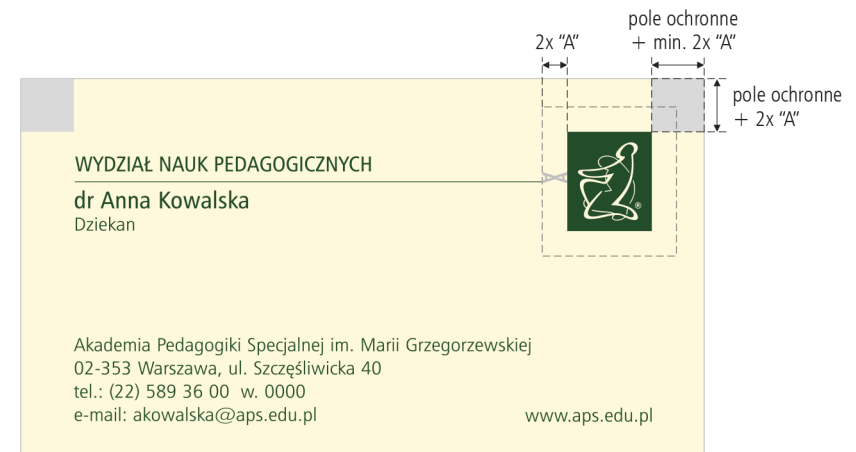 pole ochronne
2x “A” + min. 2x “A”
pole ochronne
+ 2x “A”
WYDZIAŁ NAUK PEDAGOGICZNYCH
dr Anna Kowalska
Dziekan
®
Akademia Pedagogiki Specjalnej im. Marii Grzegorzewskiej
02-353 Warszawa, ul. Szczęśliwicka 40
tel.: (22) 589 36 00 w. 0000
e-mail: akowalska@aps.edu.pl www.aps.edu.pl